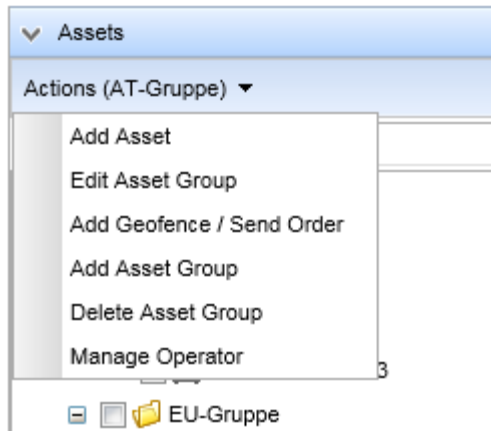 Assets
Actions (AT-Gruppe)
Add Asset
Edit Asset Group
Add Geofence / Send Order
Add Asset Group
Delete Asset Group
Manage Operator
3
EU-Gruppe